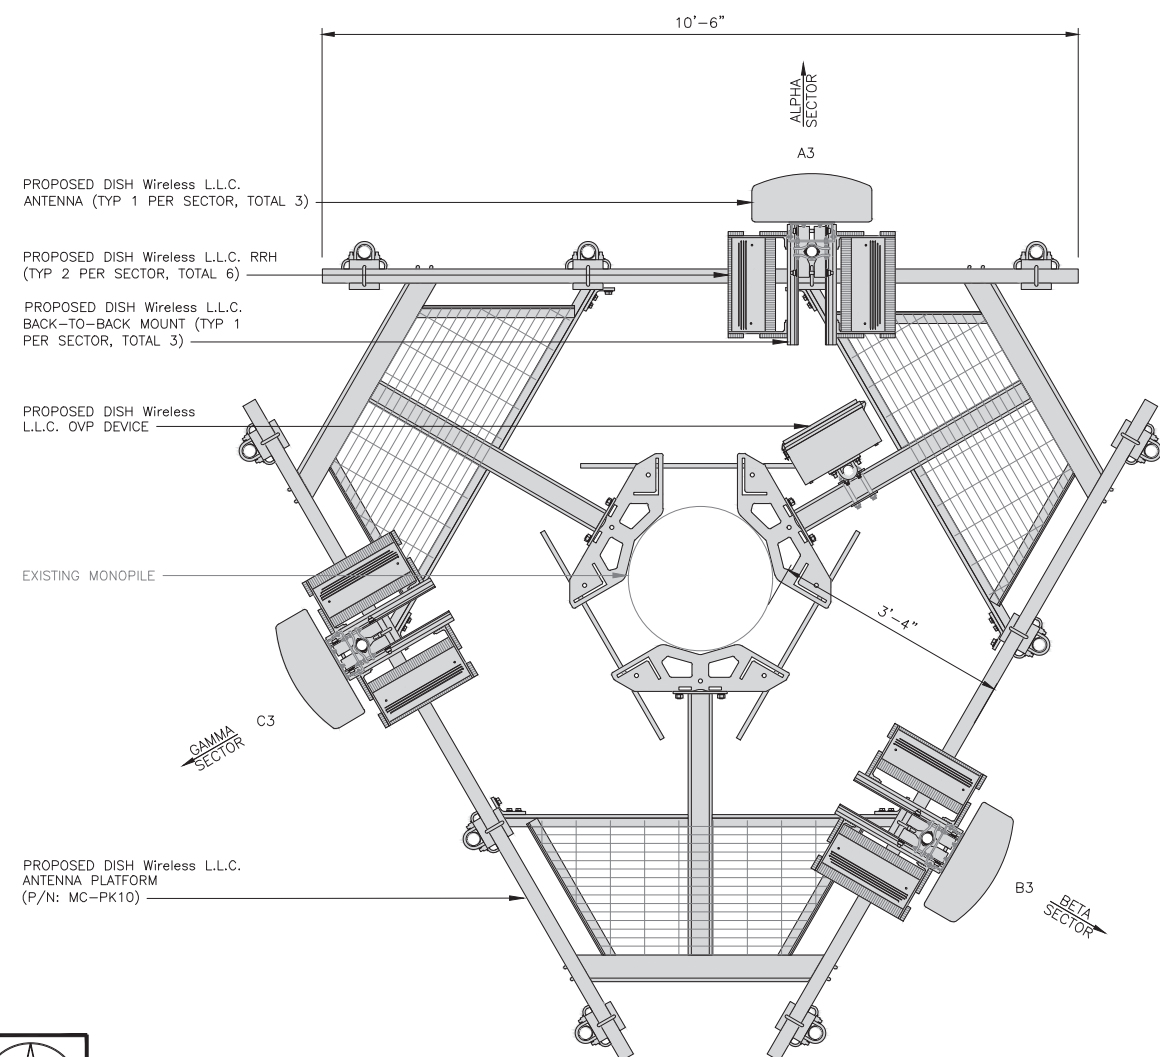 10'-6"
ALPHA
SECTOR
A3
PROPOSED DISH Wireless L.L.C.
ANTENNA (TYP 1 PER SECTOR, TOTAL 3)
PROPOSED DISH Wireless L.L.C. RRH
(TYP 2 PER SECTOR, TOTAL 6)
PROPOSED DISH Wireless L.L.C.
BACK-TO-BACK MOUNT (TYP 1
PER SECTOR, TOTAL 3)
PROPOSED DISH Wireless
L.L.C. OVP DEVICE
EXISTING MONOPILE
3'-4"
C3
GAMMA
SECTOR
PROPOSED DISH Wireless L.L.C.
ANTENNA PLATFORM
(P/N: MC-PK10)
B3
BETA
SECTOR